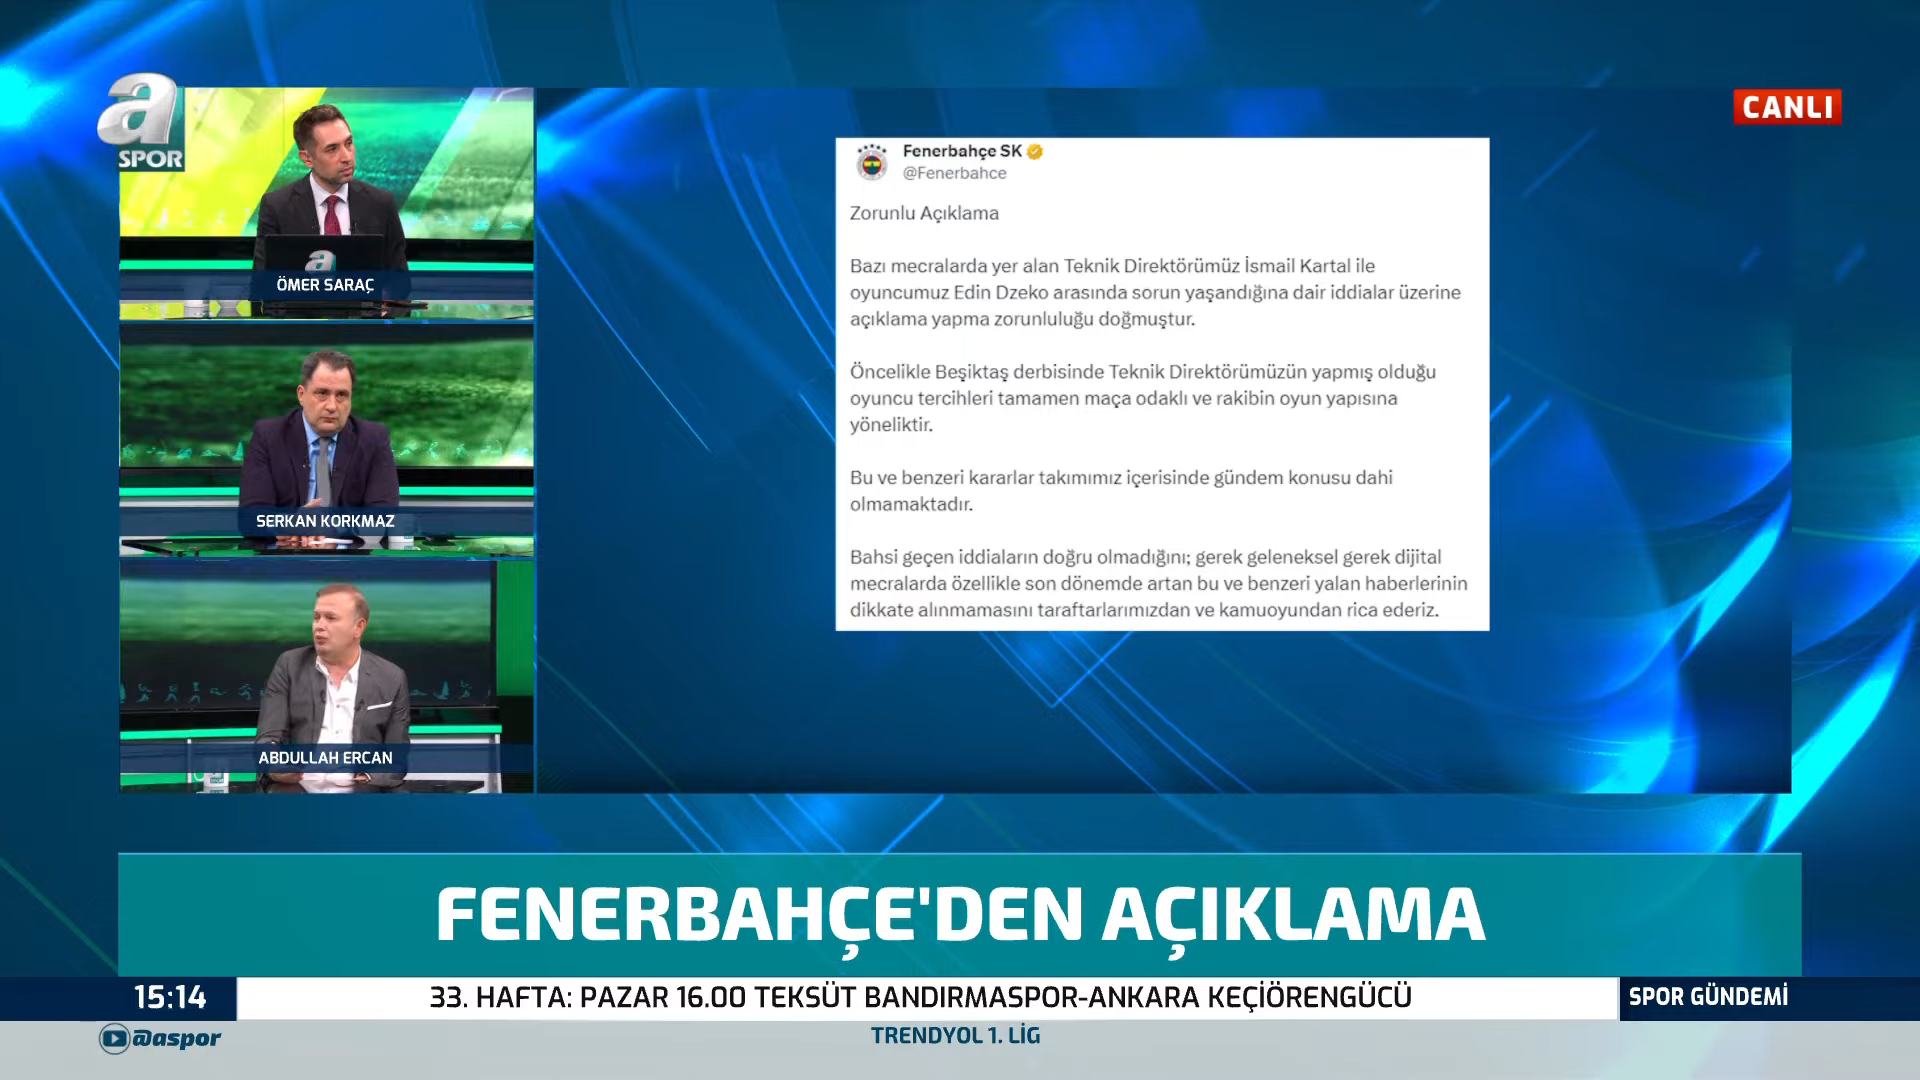 a
SPOR
CANLI
ÖMER SARAÇ
SERKAN KORKMAZ
ABDULLAH ERCAN
Fenerbahçe SK
@Fenerbahce
Zorunlu Açıklama
Bazı mecralarda yer alan Teknik Direktörümüz İsmail Kartal ile
oyuncumuz Edin Dzeko arasında sorun yaşandığına dair iddialar üzerine
açıklama yapma zorunluluğu doğmuştur.
Öncelikle Beşiktaş derbisinde Teknik Direktörümüzün yapmış olduğu
oyuncu tercihleri tamamen maça odaklı ve rakibin oyun yapısına
yöneliktir.
Bu ve benzeri kararlar takımımız içerisinde gündem konusu dahi
olmamaktadır.
Bahsi geçen iddiaların doğru olmadığını; gerek geleneksel gerek dijital
mecralarda özellikle son dönemde artan bu ve benzeri yalan haberlerinin
dikkate alınmamasını taraftarlarımızdan ve kamuoyundan rica ederiz.
FENERBAHÇE'DEN AÇIKLAMA
15:14
33. HAFTA: PAZAR 16.00 TEKSÜT BANDIRMASPOR-ANKARA KEÇİÖRENGÜCÜ
SPOR GÜNDEMİ
@aspor
TRENDYOL 1. LİG